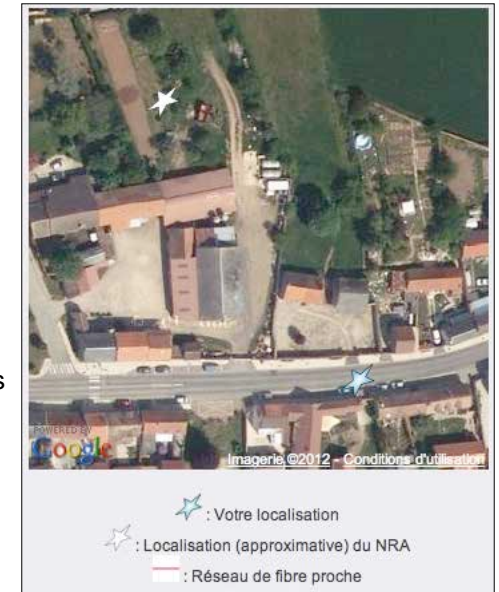 s
POWERED BY
Google
Imagerie ©2012 - Conditions d'utilisation
: Votre localisation
: Localisation (approximative) du NRA
: Réseau de fibre proche